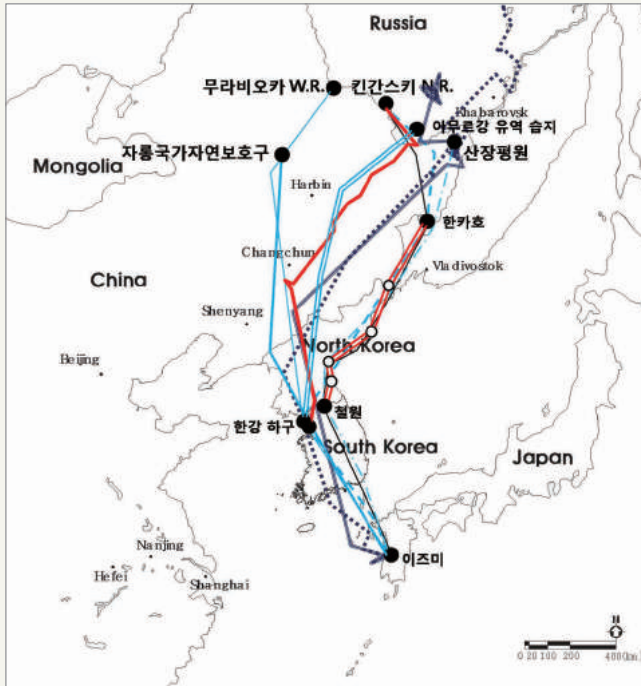 Russia
무라비오카 W.R.
킨간스키 N.R.
Khabarovsk
아무르강 유역 습지
산장평원
자룡국가자연보호구
Mongolia
Harbin
한카호
Changchun
Vladivostok
China
Shenyang
North Korea
Beijing
철원
한강 하구
South Korea
Japan
Nanjing
이즈미
Hefei
Shanghai
N
0 20 100 200 400(km)